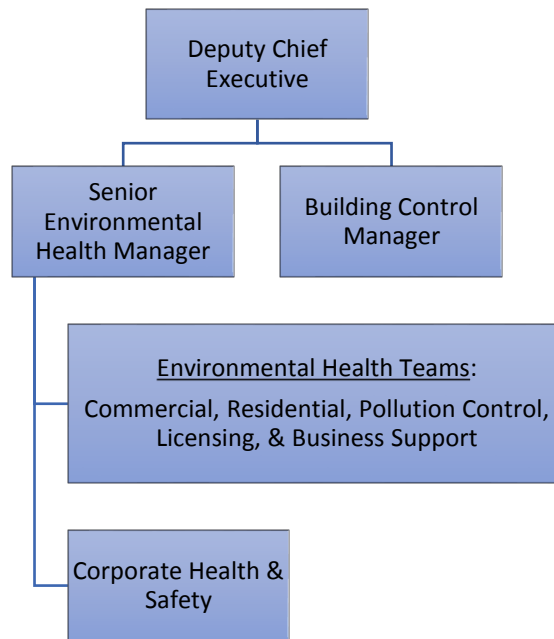 Deputy Chief
Executive
Senior
Environmental
Health Manager
Building Control
Manager
Environmental Health Teams:
Commercial, Residential, Pollution Control,
Licensing, & Business Support
Corporate Health &
Safety